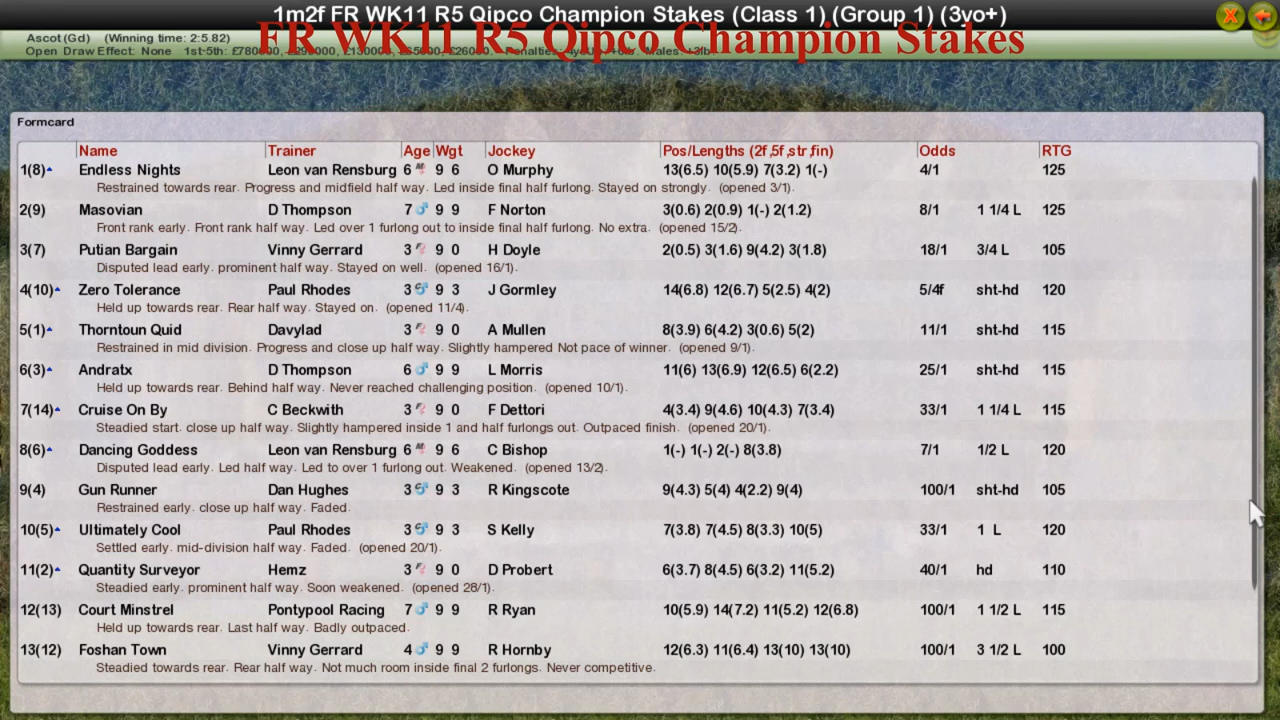 1m2f FR WK11 R5 Qipco Champion Stakes (Class 1) (Group 1) (3yo+)
FR WK11 R5 Qipco Champion Stakes
Ascot(Gd) (Winning time: 2:5.82)
Open Draw Effect: None 1st-5th:
Formcard
Name Trainer Age Wgt Jockey Pos/Lengths (2f,5f,str,fin) Odds RTG
1(8) Endless Nights Leon van Rensburg 6 9 6 O Murphy 13(6.5) 10(5.9) 7(3.2) 1(-) 4/1 125
Restrained towards rear. Progress and midfield half way. Led inside final half furlong. Stayed on strongly. (opened 3/1).
2(9) Masovian D Thompson 7 9 9 F Norton 3(0.6) 2(0.9) 1(-) 2(1.2) 8/1 1 1/4 L 125
Front rank early. Front rank half way. Led over 1 furlong out to inside final half furlong. No extra. (opened 15/2).
3(7) Putian Bargain Vinny Gerrard 3 9 0 H Doyle 2(0.5) 3(1.6) 9(4.2) 3(1.8) 18/1 3/4 L 105
Disputed lead early. prominent half way. Stayed on well. (opened 16/1).
4(10) Zero Tolerance Paul Rhodes 3 9 3 J Gormley 14(6.8) 12(6.7) 5(2.5) 4(2) 5/4f sht-hd 120
Held up towards rear. Rear half way. Stayed on. (opened 11/4).
5(1) Thorntoun Quid Davylad 3 9 0 A Mullen 8(3.9) 6(4.2) 3(0.6) 5(2) 11/1 sht-hd 115
Restrained in mid division. Progress and close up half way. Slightly hampered Not pace of winner. (opened 9/1).
6(3) Andratx D Thompson 6 9 9 L Morris 11(6) 13(6.9) 12(6.5) 6(2.2) 25/1 sht-hd 115
Held up towards rear. Behind half way. Never reached challenging position. (opened 10/1).
7(14) Cruise On By C Beckwith 3 9 0 F Dettori 4(3.4) 9(4.6) 10(4.3) 7(3.4) 33/1 1 1/4 L 115
Steadied start. close up half way. Slightly hampered inside 1 and half furlongs out. Outpaced finish. (opened 20/1).
8(6) Dancing Goddess Leon van Rensburg 6 9 6 C Bishop 1(-) 1(-) 2(-) 8(3.8) 7/1 1/2 L 120
Disputed lead early. Led half way. Led to over 1 furlong out. Weakened. (opened 13/2).
9(4) Gun Runner Dan Hughes 3 9 3 R Kingscote 9(4.3) 5(4) 4(2.2) 9(4) 100/1 sht-hd 105
Restrained early. close up half way. Faded.
10(5) Ultimately Cool Paul Rhodes 3 9 3 S Kelly 7(3.8) 7(4.5) 8(3.3) 10(5) 33/1 1 L 120
Settled early. mid-division half way. Faded. (opened 20/1).
11(2) Quantity Surveyor Hemz 3 9 0 D Probert 6(3.7) 8(4.5) 6(3.2) 11(5.2) 40/1 hd 110
Steadied early. prominent half way. Soon weakened. (opened 28/1).
12(13) Court Minstrel Pontypool Racing 7 9 9 R Ryan 10(5.9) 14(7.2) 11(5.2) 12(6.8) 100/1 1 1/2 L 115
Held up towards rear. Last half way. Badly outpaced.
13(12) Foshan Town Vinny Gerrard 4 9 9 R Hornby 12(6.3) 11(6.4) 13(10) 13(10) 100/1 3 1/2 L 100
Steadied towards rear. Rear half way. Not much room inside final 2 furlongs. Never competitive.